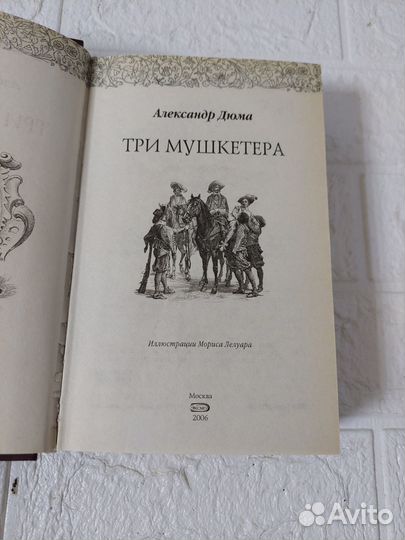 Александр Дюма
ТРИ МУШКЕТЕРА
Иллюстрации Мориса Лелуара
Москва
ЭКСМО
2006
Avito